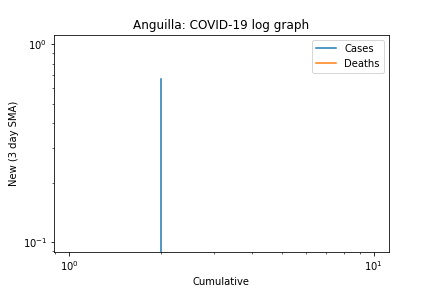 Anguilla: COVID-19 log graph
10⁰
Cases
Deaths
New (3 day SMA)
10⁻¹
10⁰
10¹
Cumulative